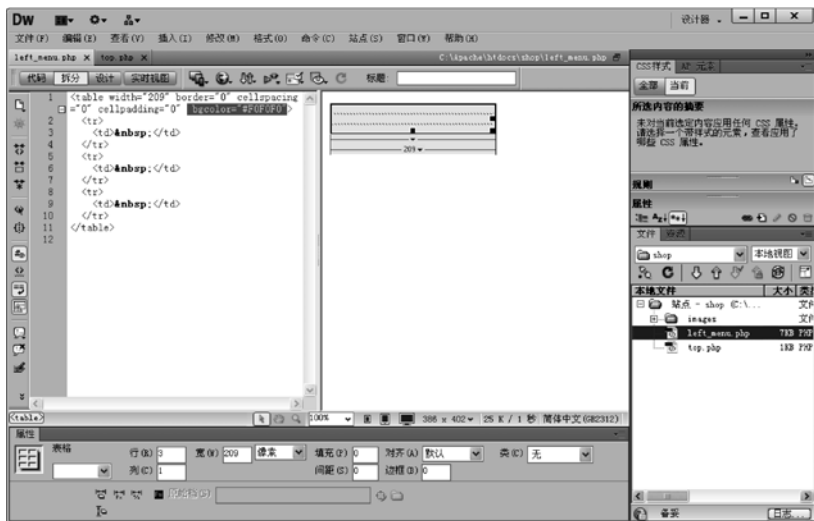 Dw
设计器
文件(F) 编辑(E) 查看(V) 插入(I) 修改(M) 格式(O) 命令(C) 站点(S) 窗口(W) 帮助(H)
left_menu.php × top.php ×
C:\Apache\htdocs\shop\left_menu.php
代码 拆分 设计 实时视图
标题:
1 <table width="209" border="0" cellspacing
="0" cellpadding="0" bgcolor="#F0F0F0">
2 <tr>
3 <td>&nbsp;</td>
4 </tr>
5 <tr>
6 <td>&nbsp;</td>
7 </tr>
8 <tr>
9 <td>&nbsp;</td>
10 </tr>
11 </table>
12
209
<table>
100%
386 x 402 25 K / 1 秒 简体中文(GB2312)
属性
表格
行(R) 3
宽(W) 209 像素
填充(P) 0
对齐(A) 默认
类(C) 无
列(C) 1
间距(S) 0
边框(B) 0
CSS样式 AP 元素
全部 当前
所选内容的摘要
未对当前选定内容应用任何 CSS 属性。
请选择一个带样式的元素,查看应用了
哪些 CSS 属性。
规则
属性
文件 资源
shop
本地视图
本地文件 大小
站点 - shop (C:\...
images
left_menu.php 7KB PHP
top.php 1KB PHP
备妥
日志...